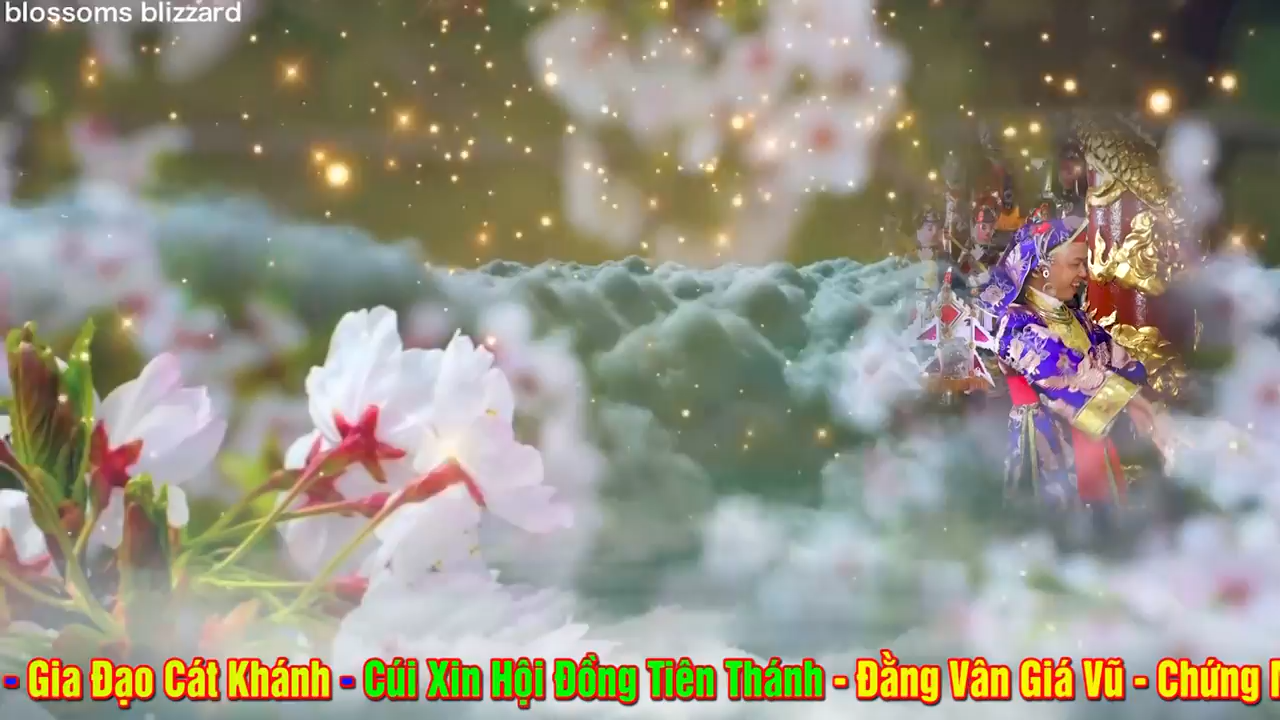 blossoms blizzard
- Gia Đạo Cát Khánh - Cúi Xin Hội Đồng Tiên Thánh - Đằng Vân Giá Vũ - Chứng